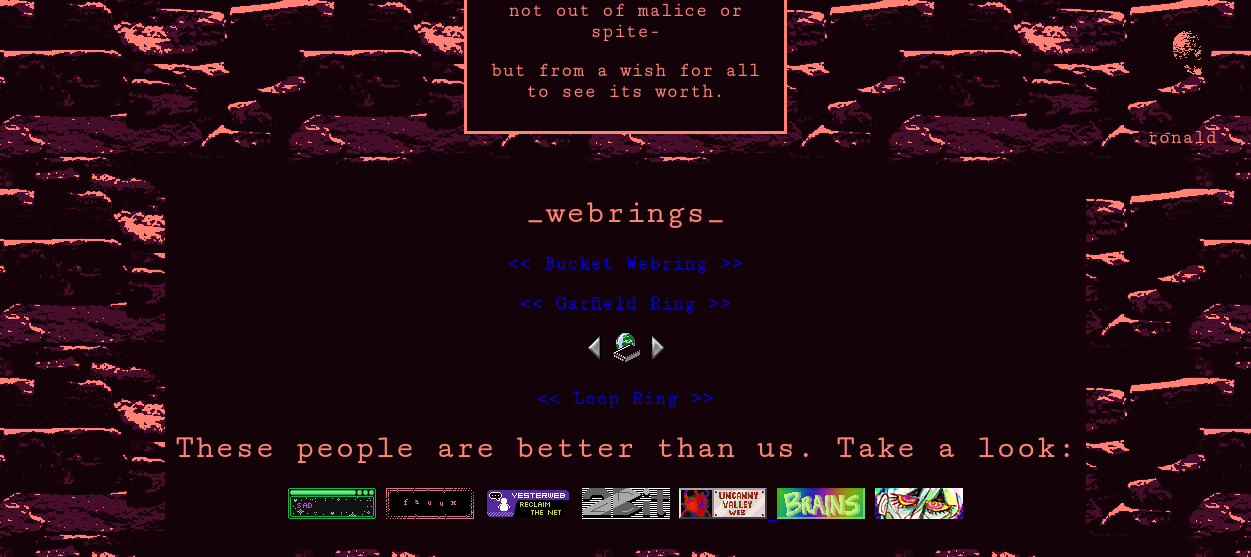 not out of malice or
spite-
but from a wish for all
to see its worth.
ronald
_webrings_
<< Bucket Webring >>
<< Garfield Ring >>
<< Loop Ring >>
These people are better than us. Take a look:
SAD
YESTERWEB
RECLAIM
THE NET
UNCANNY
VALLEY
WEB
BRAINS